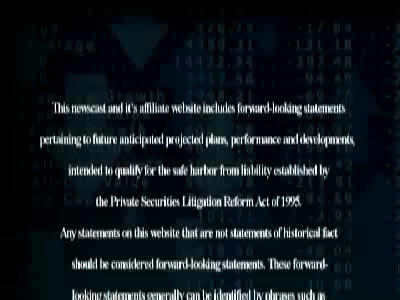 This newscast and it's affiliate website includes forward-looking statements
pertaining to future anticipated projected plans, performance and developments,
intended to qualify for the safe harbor from liability established by
the Private Securities Litigation Reform Act of 1995.
Any statements on this website that are not statements of historical fact
should be considered forward-looking statements. These forward-
looking statements generally can be identified by phrases such as